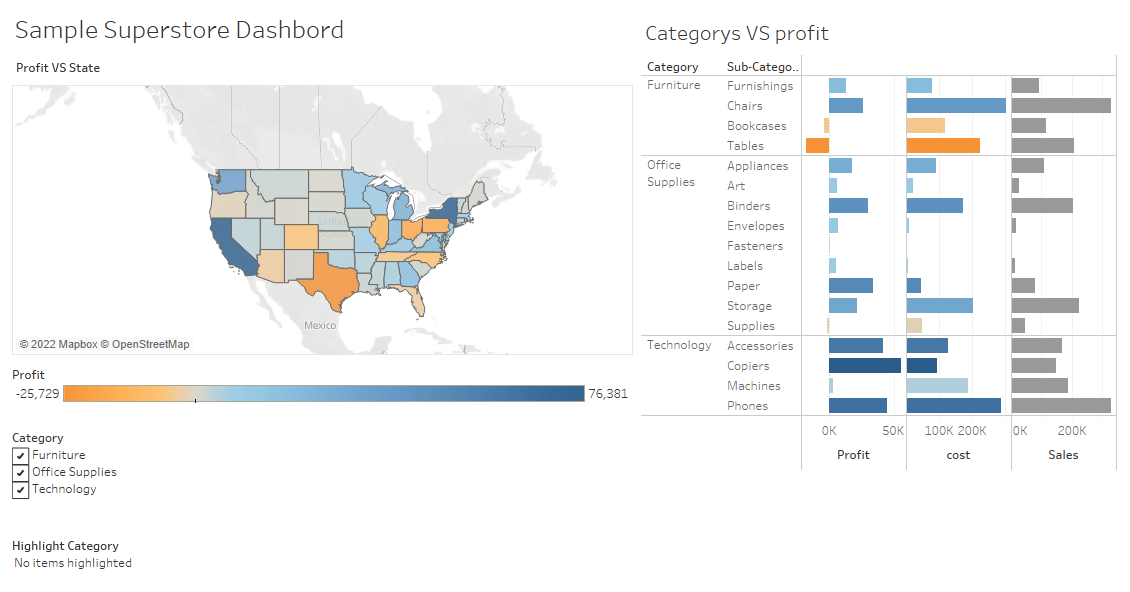 Sample Superstore Dashbord
Profit VS State
Mexico
© 2022 Mapbox © OpenStreetMap
Profit
-25,729
76,381
Category
Furniture
Office Supplies
Technology
Highlight Category
No items highlighted
Categorys VS profit
Category Sub-Catego..
Furniture Furnishings
Chairs
Bookcases
Tables
Office Appliances
Supplies Art
Binders
Envelopes
Fasteners
Labels
Paper
Storage
Supplies
Technology Accessories
Copiers
Machines
Phones
0K 50K 100K 200K 0K 200K
Profit cost Sales